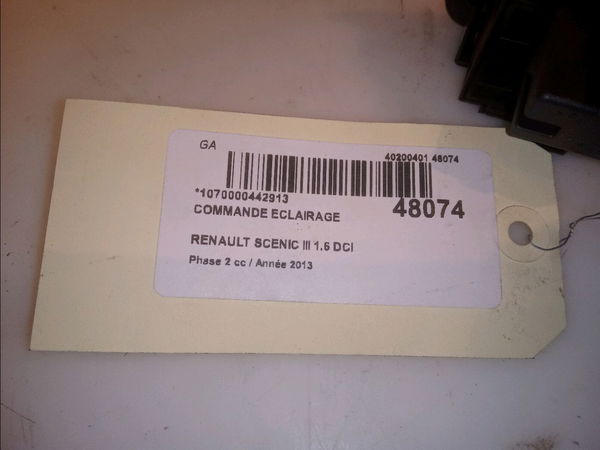 GA
40200401 48074
*1070000442913
48074
COMMANDE ECLAIRAGE
RENAULT SCENIC III 1.6 DCI
Phase 2 cc / Année 2013